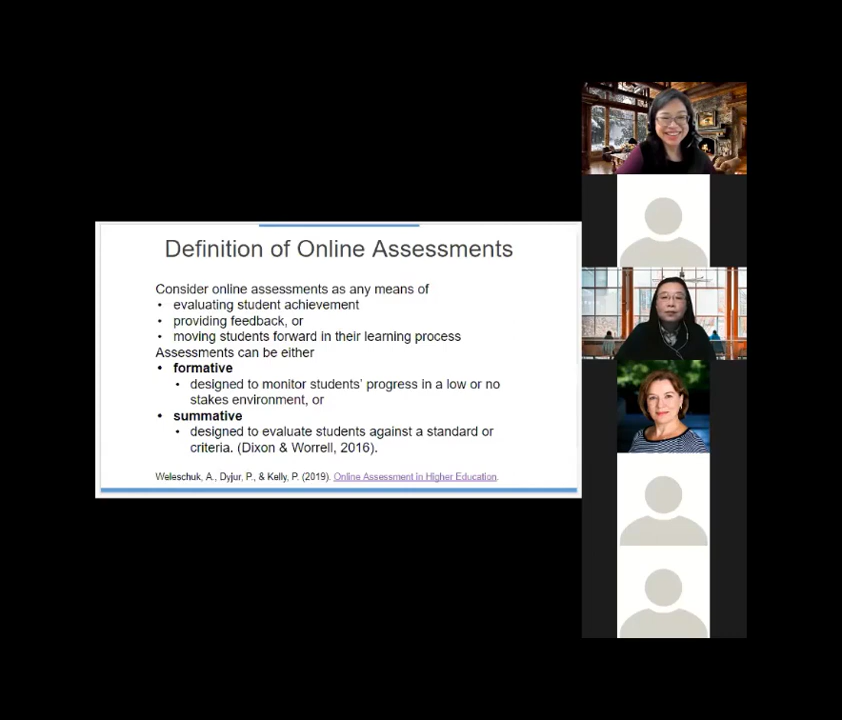 Definition of Online Assessments
Consider online assessments as any means of
• evaluating student achievement
• providing feedback, or
• moving students forward in their learning process
Assessments can be either
• formative
• designed to monitor students' progress in a low or no
stakes environment, or
• summative
• designed to evaluate students against a standard or
criteria. (Dixon & Worrell, 2016).
Weleschuk, A., Dyjur, P., & Kelly, P. (2019). Online Assessment in Higher Education.